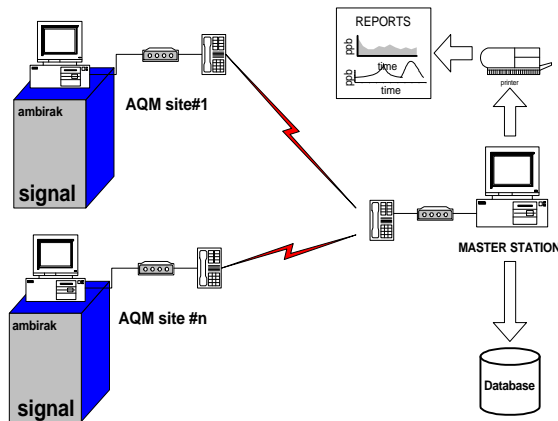 REPORTS
ppb
time
ppb
time
printer
ambirak
signal
AQM site#1
MASTER STATION
ambirak
signal
AQM site #n
Database